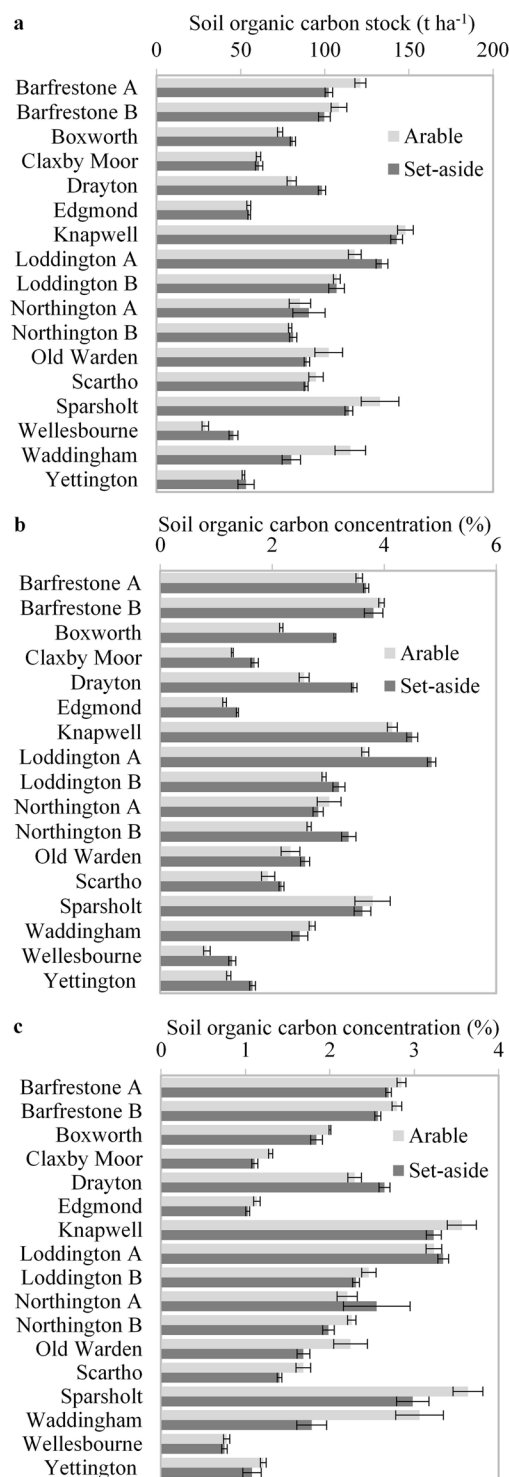 a
Soil organic carbon stock (t ha⁻¹)
0 50 100 150 200
Barfrestone A
Barfrestone B
Boxworth
Arable
Claxby Moor
Set-aside
Drayton
Edgmond
Knapwell
Loddington A
Loddington B
Northington A
Northington B
Old Warden
Scartho
Sparsholt
Wellesbourne
Waddingham
Yettington
b
Soil organic carbon concentration (%)
0 2 4 6
Barfrestone A
Barfrestone B
Boxworth
Arable
Claxby Moor
Set-aside
Drayton
Edgmond
Knapwell
Loddington A
Loddington B
Northington A
Northington B
Old Warden
Scartho
Sparsholt
Waddingham
Wellesbourne
Yettington
c
Soil organic carbon concentration (%)
0 1 2 3 4
Barfrestone A
Barfrestone B
Boxworth
Arable
Claxby Moor
Set-aside
Drayton
Edgmond
Knapwell
Loddington A
Loddington B
Northington A
Northington B
Old Warden
Scartho
Sparsholt
Waddingham
Wellesbourne
Yettington